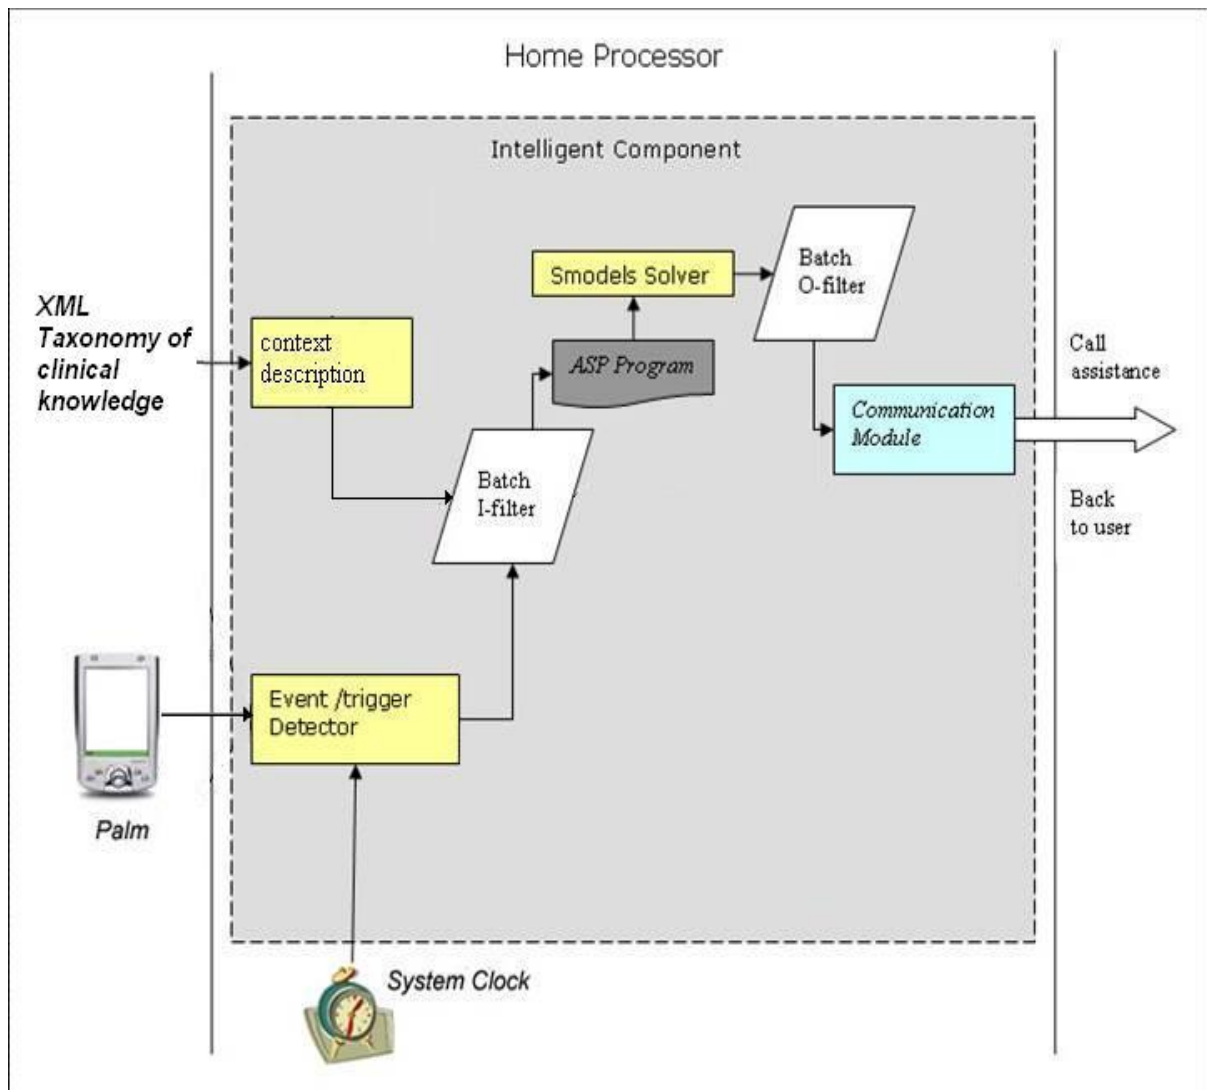 Home Processor
Intelligent Component
Smodels Solver
Batch
O-filter
XML
Taxonomy of
clinical
knowledge
context
description
ASP Program
Call
assistance
Communication
Module
Batch
I-filter
Back
to user
Event /trigger
Detector
Palm
System Clock